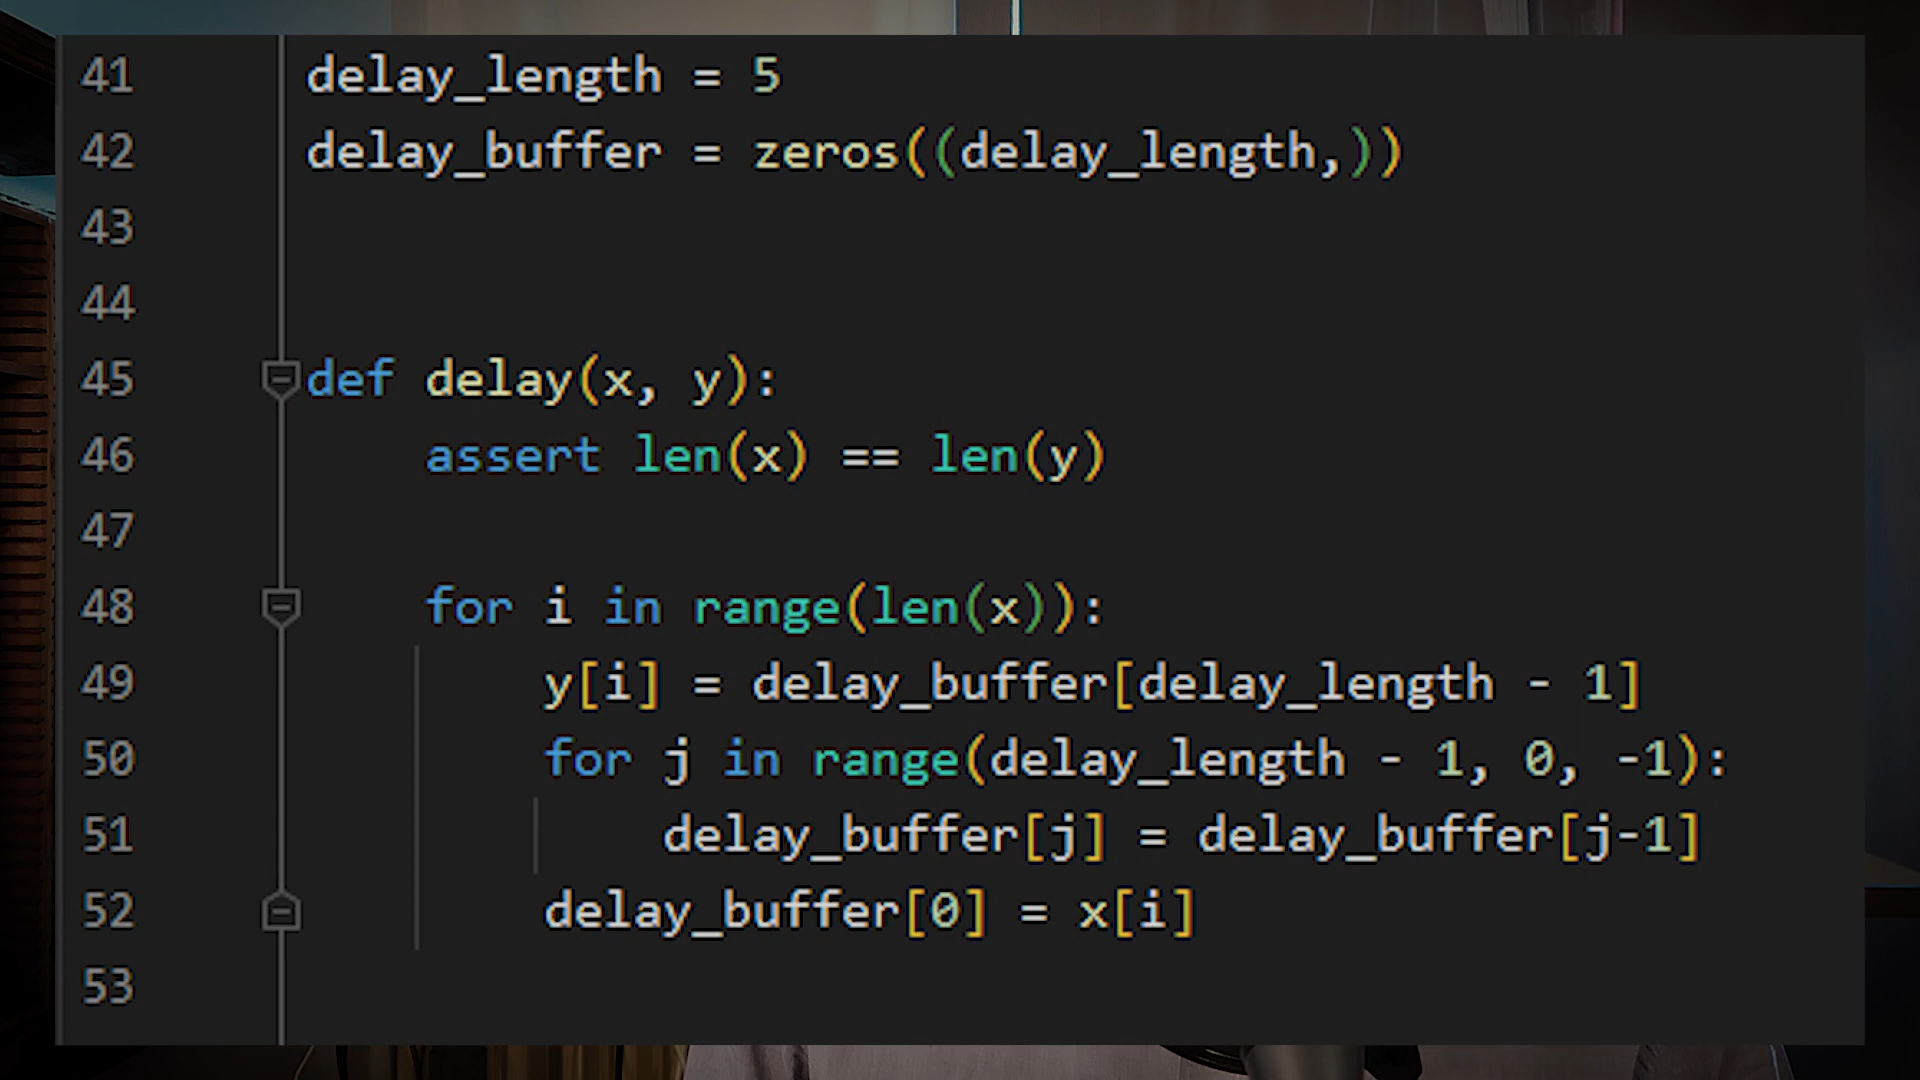 41 delay_length = 5
42 delay_buffer = zeros((delay_length,))
43
44
45 def delay(x, y):
46 assert len(x) == len(y)
47
48 for i in range(len(x)):
49 y[i] = delay_buffer[delay_length - 1]
50 for j in range(delay_length - 1, 0, -1):
51 delay_buffer[j] = delay_buffer[j-1]
52 delay_buffer[0] = x[i]
53